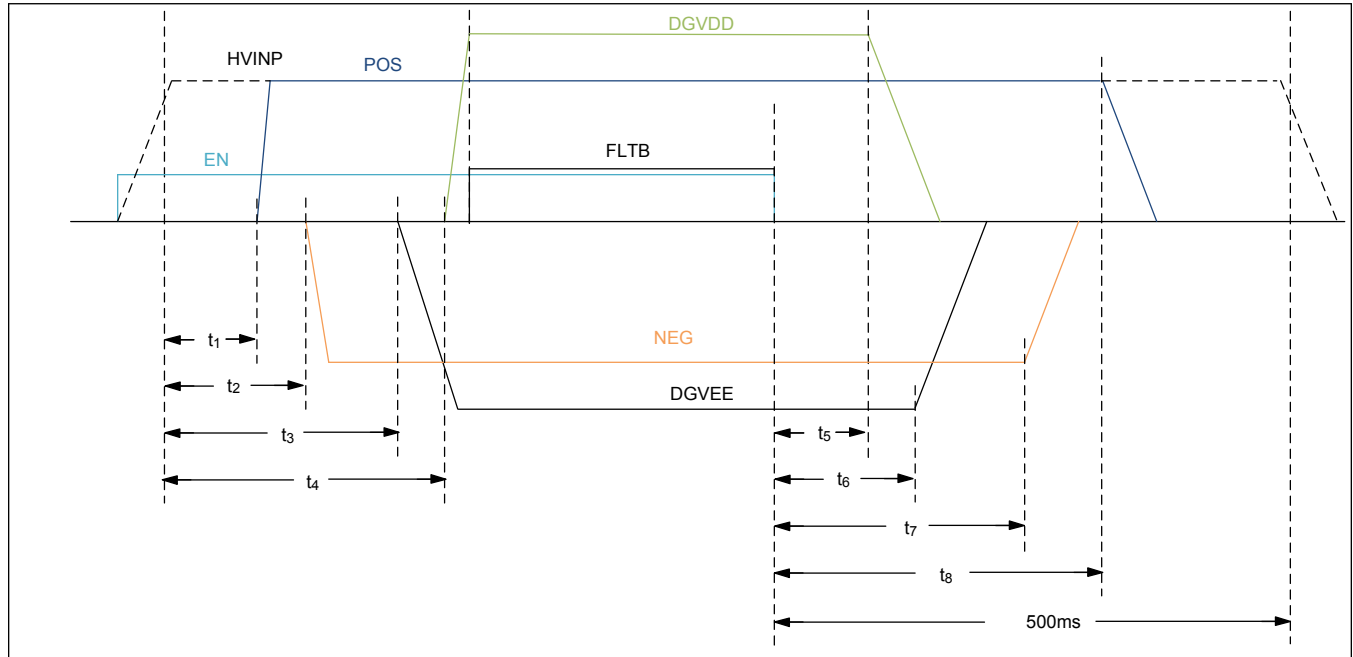 DGVDD
HVINP
POS
FLTB
EN
t1
NEG
t2
DGVEE
t3
t5
t4
t6
t7
t8
500ms